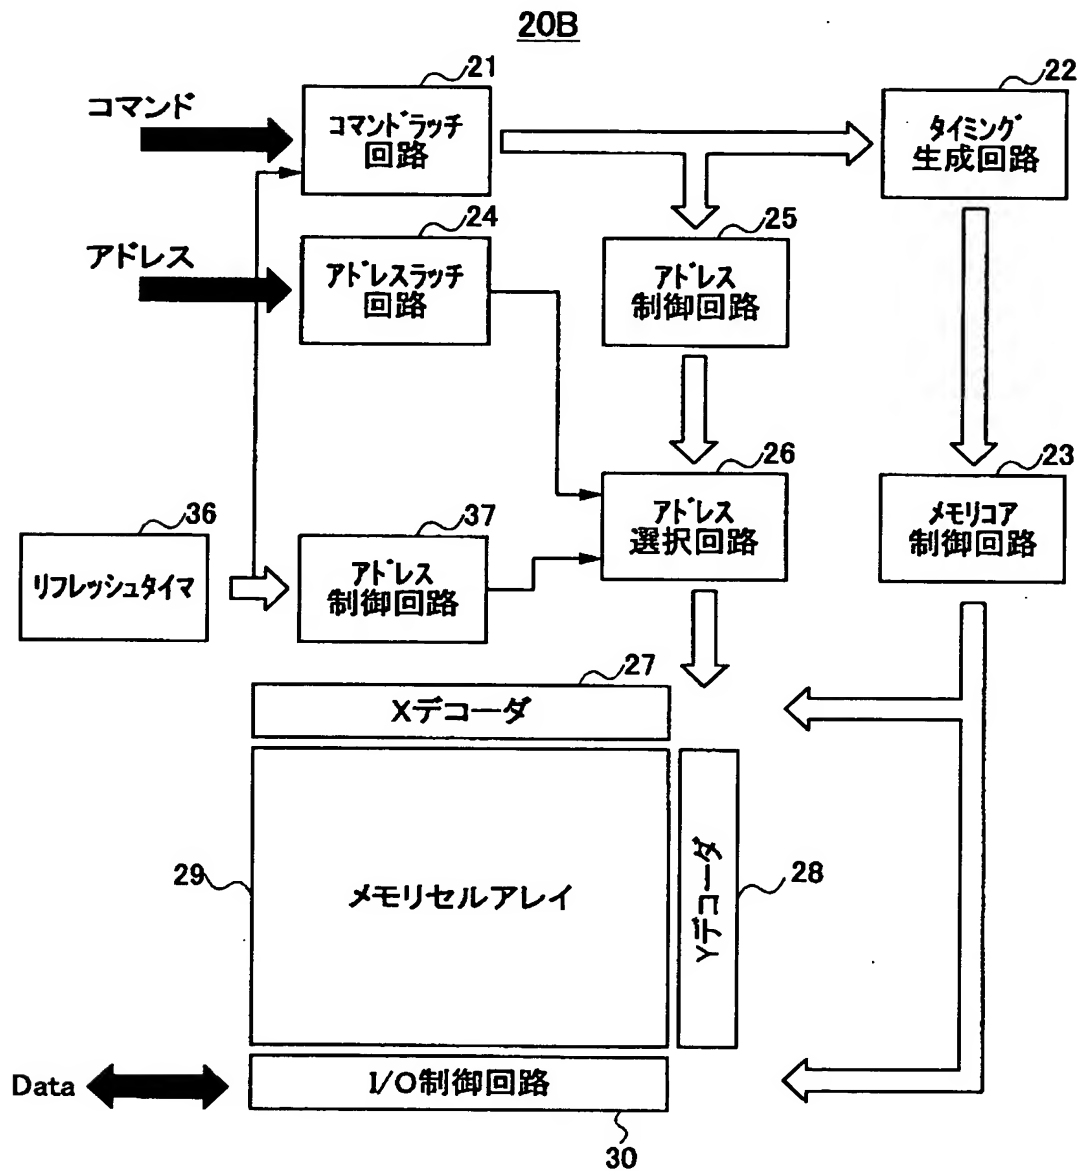 20B
21
コマンド
コマンドラッチ
回路
22
タイミング
生成回路
24
アドレス
アドレスラッチ
回路
25
アドレス
制御回路
26
アドレス
選択回路
23
メモリコア
制御回路
36
リフレッシュタイマ
37
アドレス
制御回路
27
Xデコーダ
29
メモリセルアレイ
Yデコーダ
28
Data
I/O制御回路
30